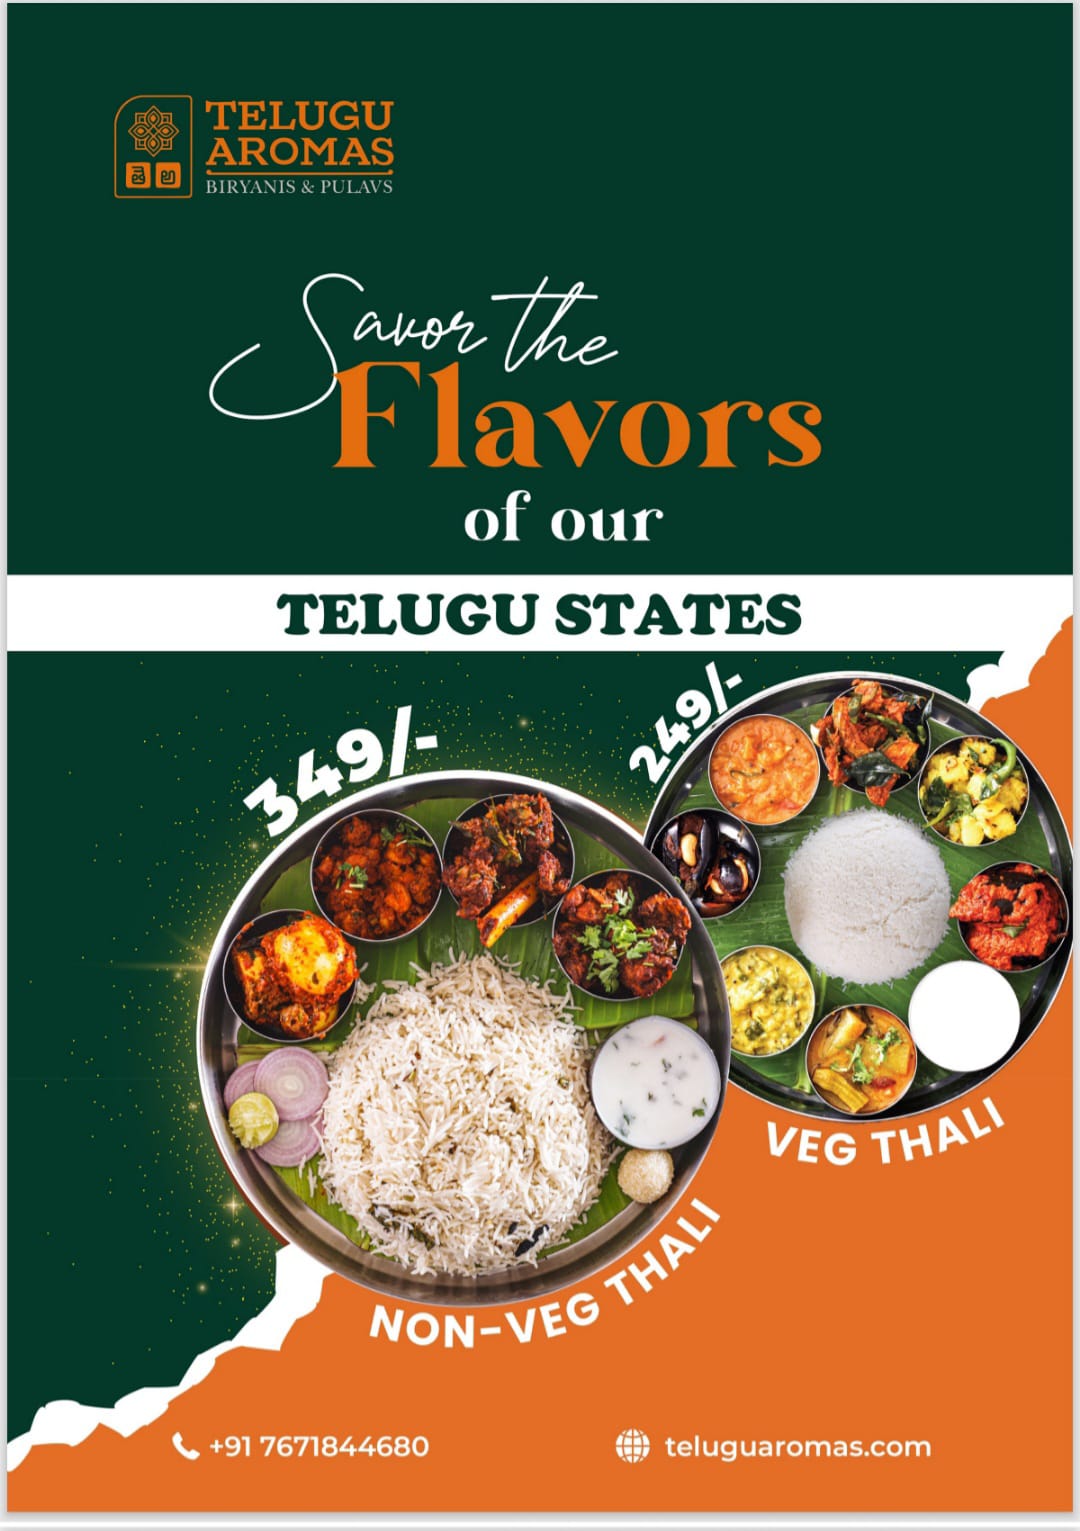 TELUGU
AROMAS
BIRYANIS & PULAVS
తె అ
Savor the
Flavors
of our
TELUGU STATES
349/-
249/-
VEG THALI
NON-VEG THALI
+91 7671844680
teluguaromas.com